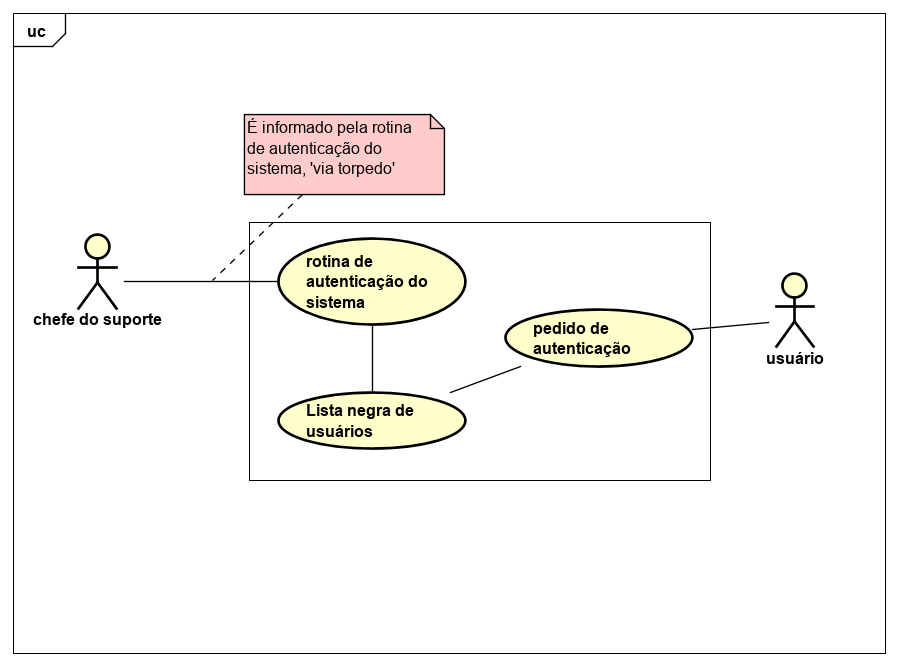 uc
É informado pela rotina
de autenticação do
sistema, 'via torpedo'
rotina de
autenticação do
sistema
chefe do suporte
pedido de
autenticação
usuário
Lista negra de
usuários